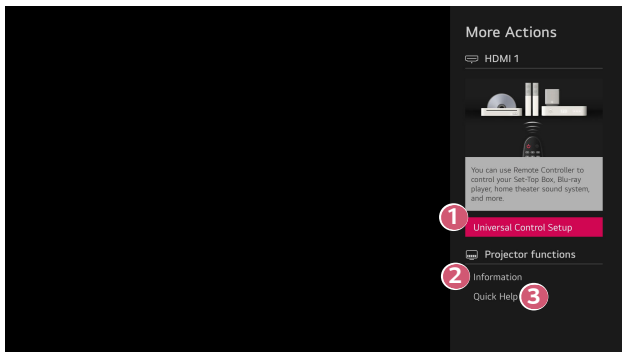 More Actions
HDMI 1
You can use Remote Controller to
control your Set-Top Box, Blu-ray
player, home theater sound system,
and more.
1
Universal Control Setup
Projector functions
2
Information
Quick Help
3